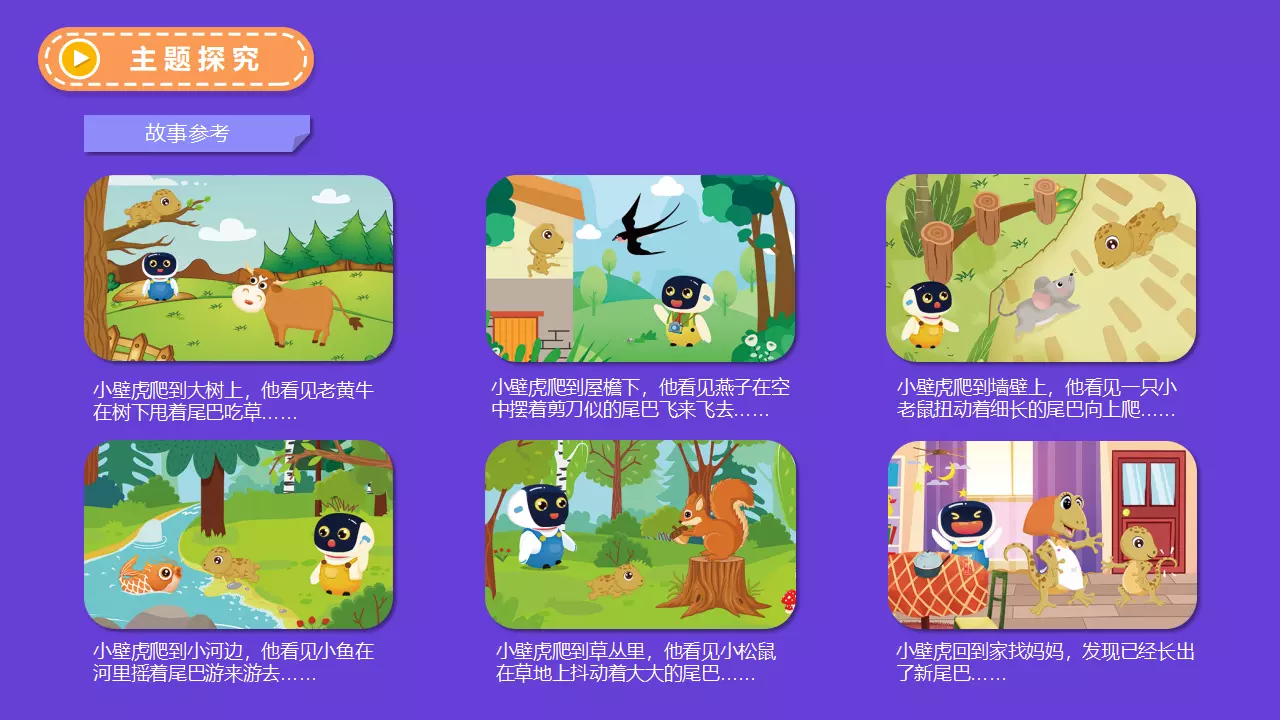 主题探究
故事参考
小壁虎爬到大树上，他看见老黄牛
在树下甩着尾巴吃草……
小壁虎爬到屋檐下，他看见燕子在空
中摆着剪刀似的尾巴飞来飞去……
小壁虎爬到墙壁上，他看见一只小
老鼠扭动着细长的尾巴向上爬……
小壁虎爬到小河边，他看见小鱼在
河里摇着尾巴游来游去……
小壁虎爬到草丛里，他看见小松鼠
在草地上抖动着大大的尾巴……
小壁虎回到家找妈妈，发现已经长出
了新尾巴……